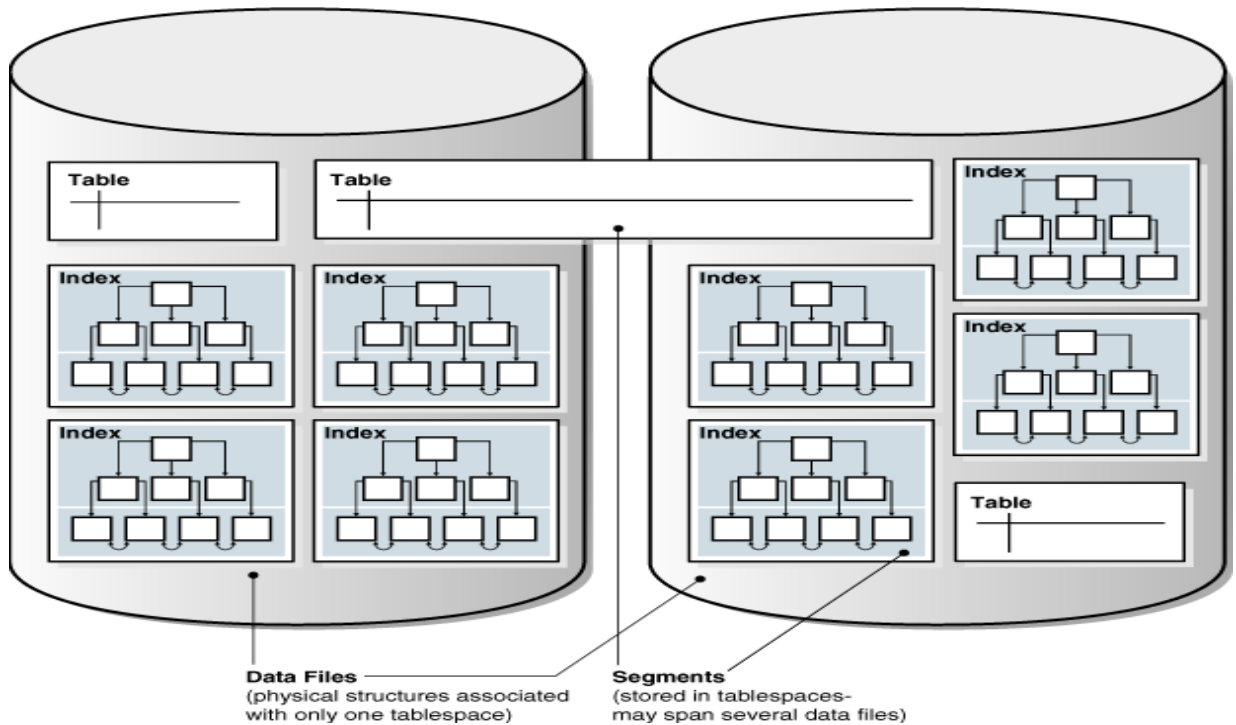 Table
Table
Index
Index
Index
Index
Index
Index
Index
Index
Index
Table
Data Files
(physical structures associated
with only one tablespace)
Segments
(stored in tablespaces-
may span several data files)